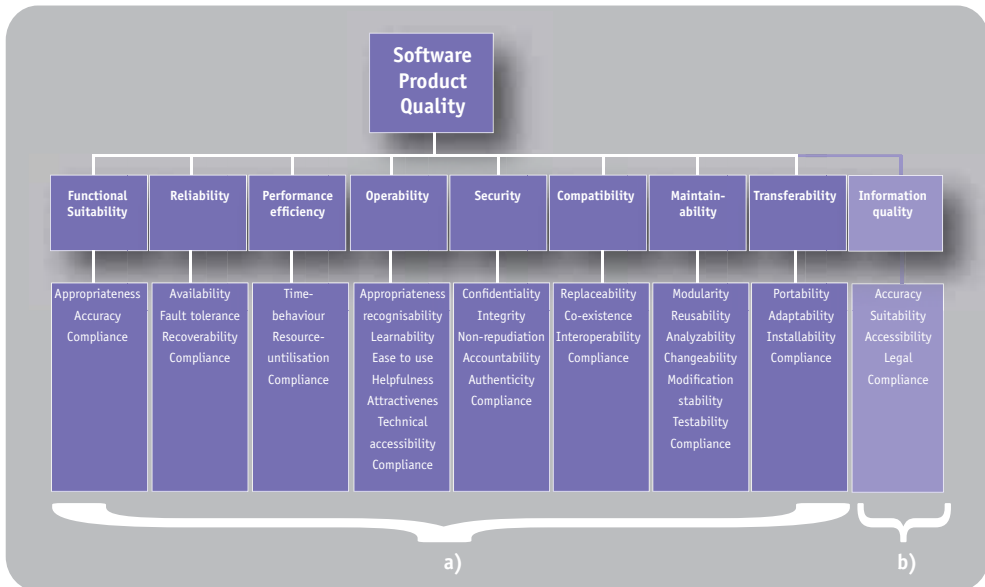 Software
Product
Quality
Functional
Suitability
Reliability
Performance
efficiency
Operability
Security
Compatibility
Maintain-
ability
Transferability
Information
quality
Appropriateness
Accuracy
Compliance
Availability
Fault tolerance
Recoverability
Compliance
Time-
behaviour
Resource-
utilisation
Compliance
Appropriateness
recognisability
Learnability
Ease to use
Helpfulness
Attractivenes
Technical
accessibility
Compliance
Confidentiality
Integrity
Non-repudiation
Accountability
Authenticity
Compliance
Replaceability
Co-existence
Interoperability
Compliance
Modularity
Reusability
Analyzability
Changeability
Modification
stability
Testability
Compliance
Portability
Adaptability
Installability
Compliance
Accuracy
Suitability
Accessibility
Legal
Compliance
a)
b)